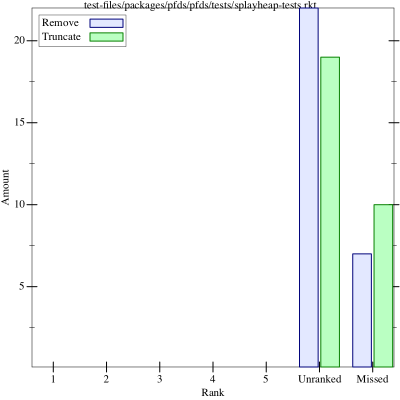 test-files/packages/pfds/pfds/tests/splayheap-tests.rkt
Remove
Truncate
20
15
10
5
Amount
1 2 3 4 5 Unranked Missed
Rank